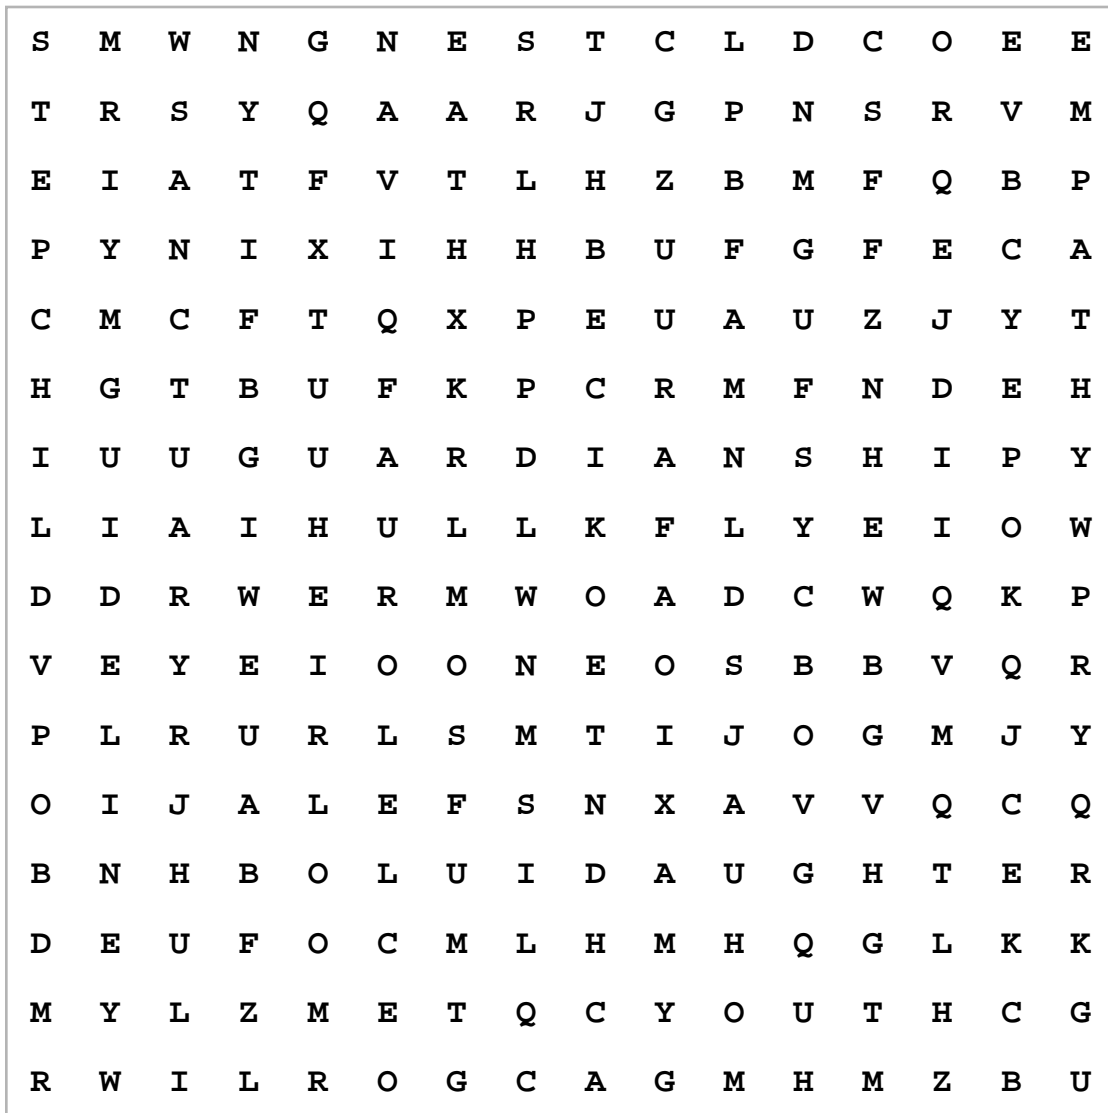 S M W N G N E S T C L D C O E E
T R S Y Q A A R J G P N S R V M
E I A T F V T L H Z B M F Q B P
P Y N I X I H H B U F G F E C A
C M C F T Q X P E U A U Z J Y T
H G T B U F K P C R M F N D E H
I U U G U A R D I A N S H I P Y
L I A I H U L L K F L Y E I O W
D D R W E R M W O A D C W Q K P
V E Y E I O O N E O S B B V Q R
P L R U R L S M T I J O G M J Y
O I J A L E F S N X A V V Q C Q
B N H B O L U I D A U G H T E R
D E U F O C M L H M H Q G L K K
M Y L Z M E T Q C Y O U T H C G
R W I L R O G C A G M H M Z B U